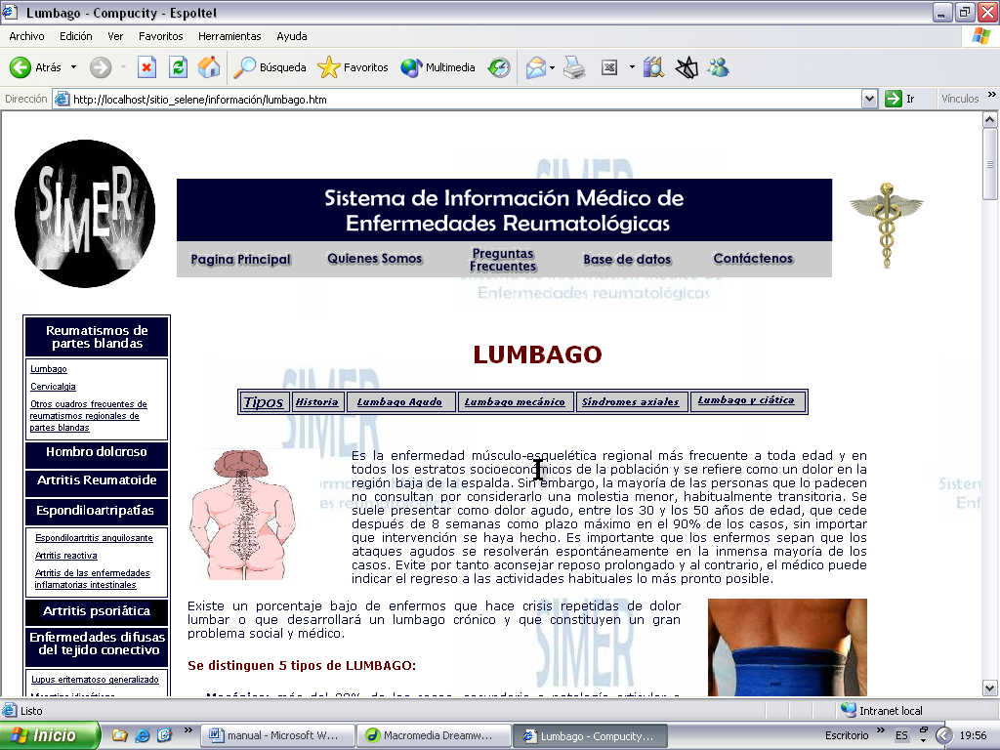 Lumbago - Compucity - Espoltel
Archivo Edición Ver Favoritos Herramientas Ayuda
Atrás Búsqueda Favoritos Multimedia
Dirección http://localhost/sitio_selene/información/lumbago.htm Ir Vínculos »
SIMER
Sistema de Información Médico de
Enfermedades Reumatológicas
Pagina Principal Quienes Somos Preguntas Frecuentes Base de datos Contáctenos
SIMER
Enfermedades reumatológicas
Reumatismos de
partes blandas
Lumbago
Cervicalgia
Otros cuadros frecuentes de
reumatismos regionales de
partes blandas
Hombro doloroso
Artritis Reumatoide
Espondiloartripatías
Espondiloartritis anquilosante
Artritis reactiva
Artritis de las enfermedades
inflamatorias intestinales
Artritis psoriática
Enfermedades difusas
del tejido conectivo
Lupus eritematoso generalizado
LUMBAGO
Tipos Historia Lumbago Agudo Lumbago mecánico Síndromes axiales Lumbago y ciática
Es la enfermedad músculo-esquelética regional más frecuente a toda edad y en
todos los estratos socioeconómicos de la población y se refiere como un dolor en la
región baja de la espalda. Sin embargo, la mayoría de las personas que lo padecen
no consultan por considerarlo una molestia menor, habitualmente transitoria. Se
suele presentar como dolor agudo, entre los 30 y los 50 años de edad, que cede
después de 8 semanas como plazo máximo en el 90% de los casos, sin importar
que intervención se haya hecho. Es importante que los enfermos sepan que los
ataques agudos se resolverán espontáneamente en la inmensa mayoría de los
casos. Evite por tanto aconsejar reposo prolongado y al contrario, el médico puede
indicar el regreso a las actividades habituales lo más pronto posible.
Existe un porcentaje bajo de enfermos que hace crisis repetidas de dolor
lumbar o que desarrollará un lumbago crónico y que constituyen un gran
problema social y médico.
Se distinguen 5 tipos de LUMBAGO:
SIMER
SIMER
Listo Intranet local
Inicio » manual - Microsoft W... Macromedia Dreamw... Lumbago - Compucity... Escritorio » ES 19:56